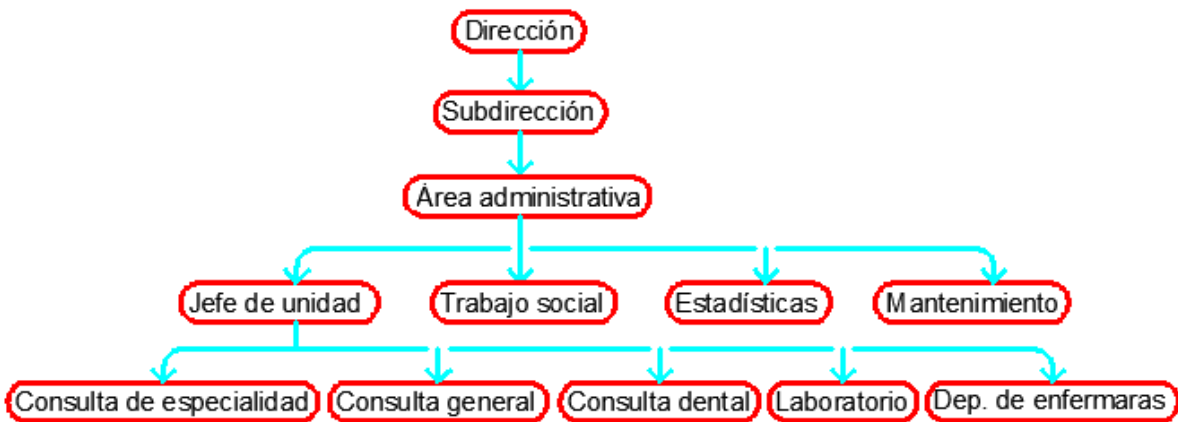 Dirección
Subdirección
Área administrativa
Jefe de unidad
Trabajo social
Estadísticas
Mantenimiento
Consulta de especialidad
Consulta general
Consulta dental
Laboratorio
Dep. de enfermaras